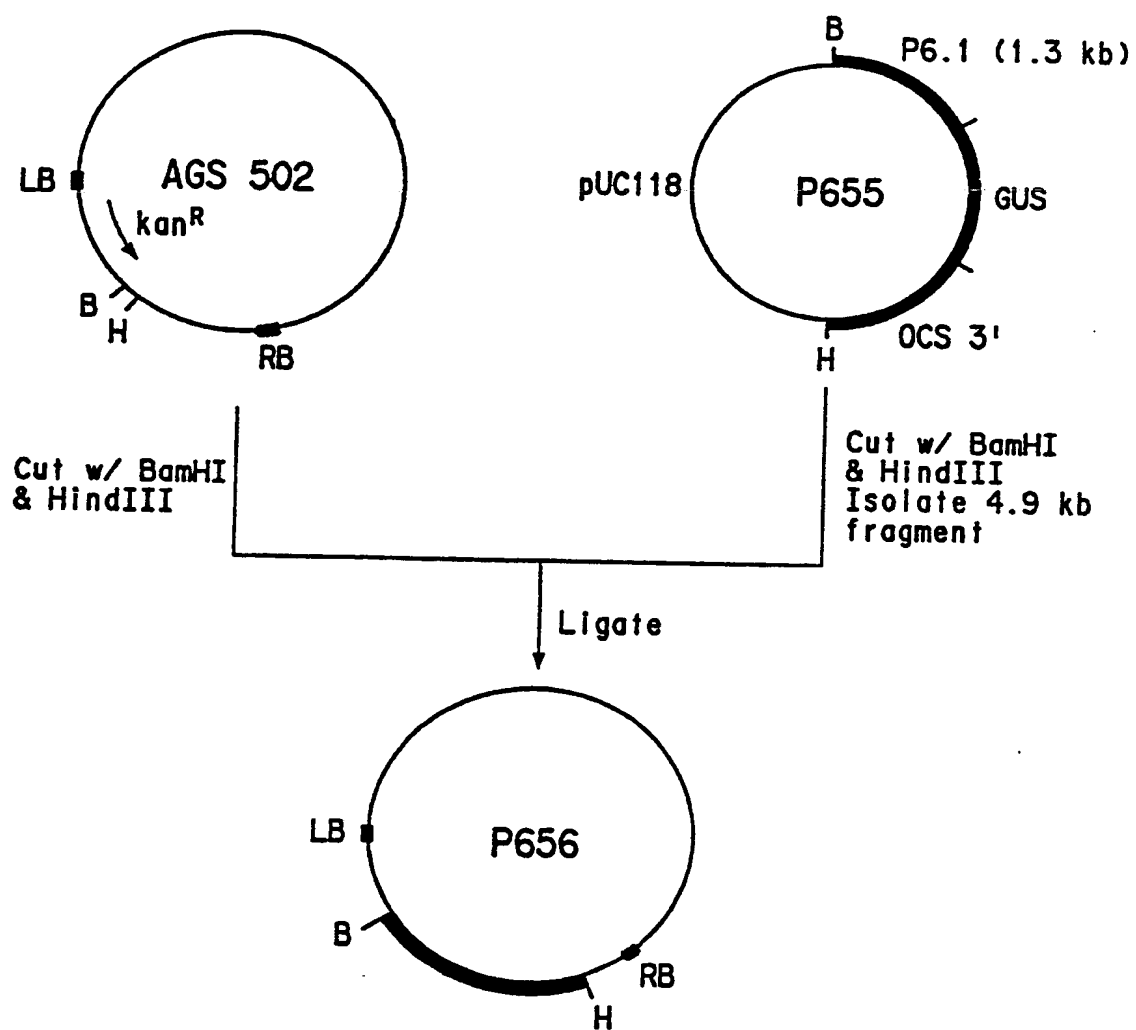 B
P6.1 (1.3 kb)
LB
AGS 502
kanR
pUC118
P655
GUS
B
H
RB
OCS 3'
H
Cut w/ BamHI
& HindIII
Cut w/ BamHI
& HindIII
Isolate 4.9 kb
fragment
Ligate
LB
P656
B
RB
H